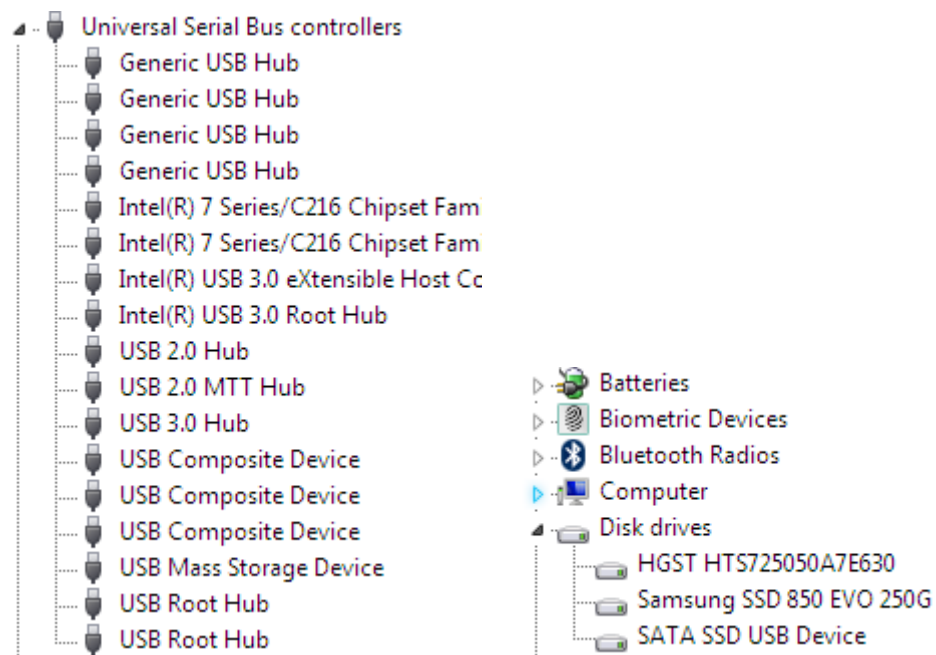 Universal Serial Bus controllers
Generic USB Hub
Generic USB Hub
Generic USB Hub
Generic USB Hub
Intel(R) 7 Series/C216 Chipset Fam
Intel(R) 7 Series/C216 Chipset Fam
Intel(R) USB 3.0 eXtensible Host Cc
Intel(R) USB 3.0 Root Hub
USB 2.0 Hub
USB 2.0 MTT Hub
USB 3.0 Hub
USB Composite Device
USB Composite Device
USB Composite Device
USB Mass Storage Device
USB Root Hub
USB Root Hub
Batteries
Biometric Devices
Bluetooth Radios
Computer
Disk drives
HGST HTS725050A7E630
Samsung SSD 850 EVO 250G
SATA SSD USB Device